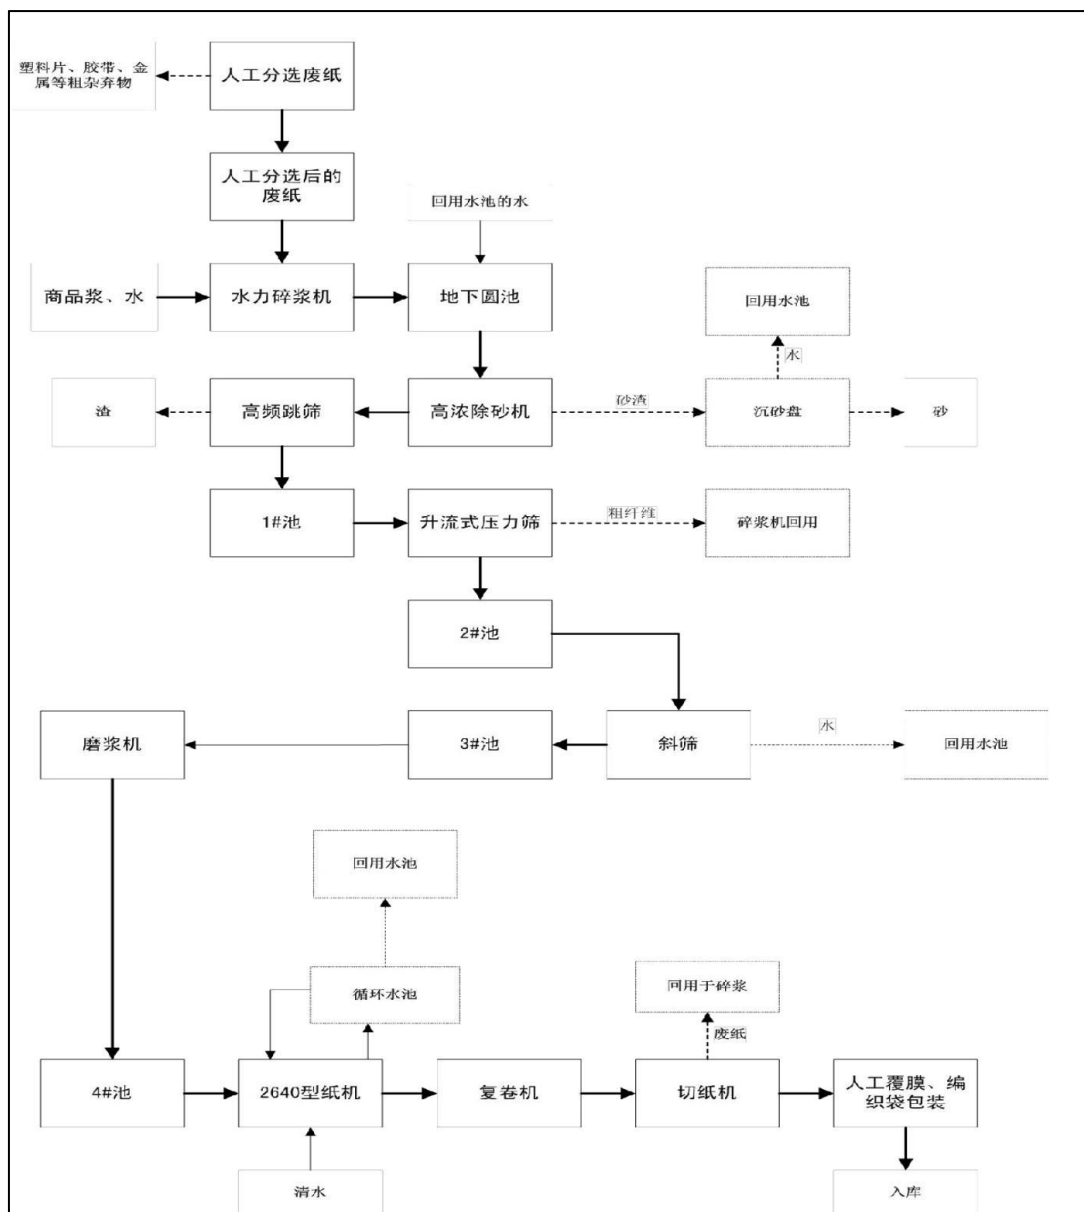 塑料片、胶带、金
属等粗杂弃物
人工分选废纸
人工分选后的
废纸
回用水池的水
商品浆、水
水力碎浆机
地下圆池
回用水池
水
渣
高频跳筛
高浓除砂机
砂渣
沉砂盘
砂
1#池
升流式压力筛
粗纤维
碎浆机回用
2#池
磨浆机
3#池
斜筛
水
回用水池
回用水池
循环水池
回用于碎浆
废纸
4#池
2640型纸机
复卷机
切纸机
人工覆膜、编
织袋包装
清水
入库